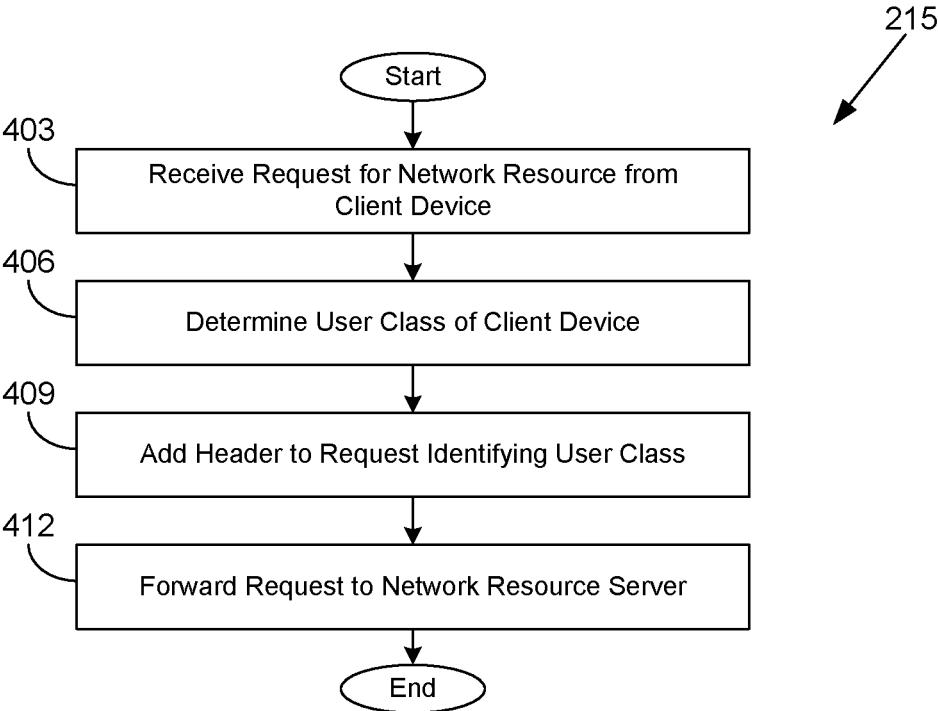 215
Start
403
Receive Request for Network Resource from
Client Device
406
Determine User Class of Client Device
409
Add Header to Request Identifying User Class
412
Forward Request to Network Resource Server
End